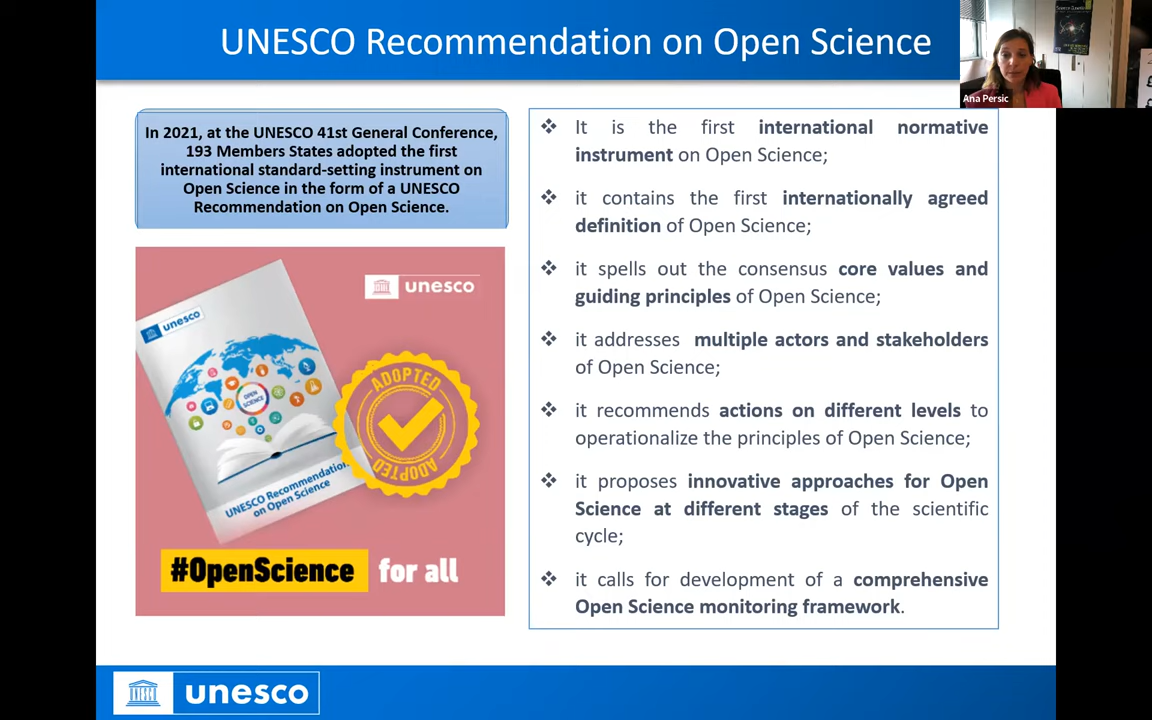 UNESCO Recommendation on Open Science
Ana Persic
In 2021, at the UNESCO 41st General Conference,
193 Members States adopted the first
international standard-setting instrument on
Open Science in the form of a UNESCO
Recommendation on Open Science.
unesco
unesco
OPEN
SCIENCE
ADOPTED
ADOPTED
UNESCO Recommendation
on Open Science
#OpenScience for all
It is the first international normative
instrument on Open Science;
it contains the first internationally agreed
definition of Open Science;
it spells out the consensus core values and
guiding principles of Open Science;
it addresses multiple actors and stakeholders
of Open Science;
it recommends actions on different levels to
operationalize the principles of Open Science;
it proposes innovative approaches for Open
Science at different stages of the scientific
cycle;
it calls for development of a comprehensive
Open Science monitoring framework.
unesco